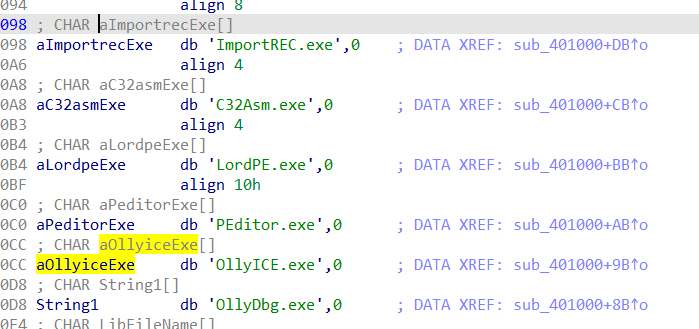 094 align 8
098 ; CHAR aImportrecExe[]
098 aImportrecExe db 'ImportREC.exe',0 ; DATA XREF: sub_401000+DB↑o
0A6 align 4
0A8 ; CHAR aC32asmExe[]
0A8 aC32asmExe db 'C32Asm.exe',0 ; DATA XREF: sub_401000+CB↑o
0B3 align 4
0B4 ; CHAR aLordpeExe[]
0B4 aLordpeExe db 'LordPE.exe',0 ; DATA XREF: sub_401000+BB↑o
0BF align 10h
0C0 ; CHAR aPeditorExe[]
0C0 aPeditorExe db 'PEditor.exe',0 ; DATA XREF: sub_401000+AB↑o
0CC ; CHAR aOllyiceExe[]
0CC aOllyiceExe db 'OllyICE.exe',0 ; DATA XREF: sub_401000+9B↑o
0D8 ; CHAR String1[]
0D8 String1 db 'OllyDbg.exe',0 ; DATA XREF: sub_401000+8B↑o
0E4 ; CHAR LibFileName[]